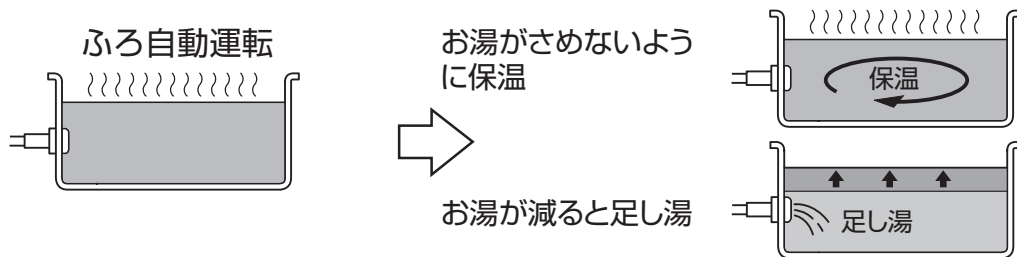 ふろ自動運転
お湯がさめないよう
に保温
保温
お湯が減ると足し湯
足し湯